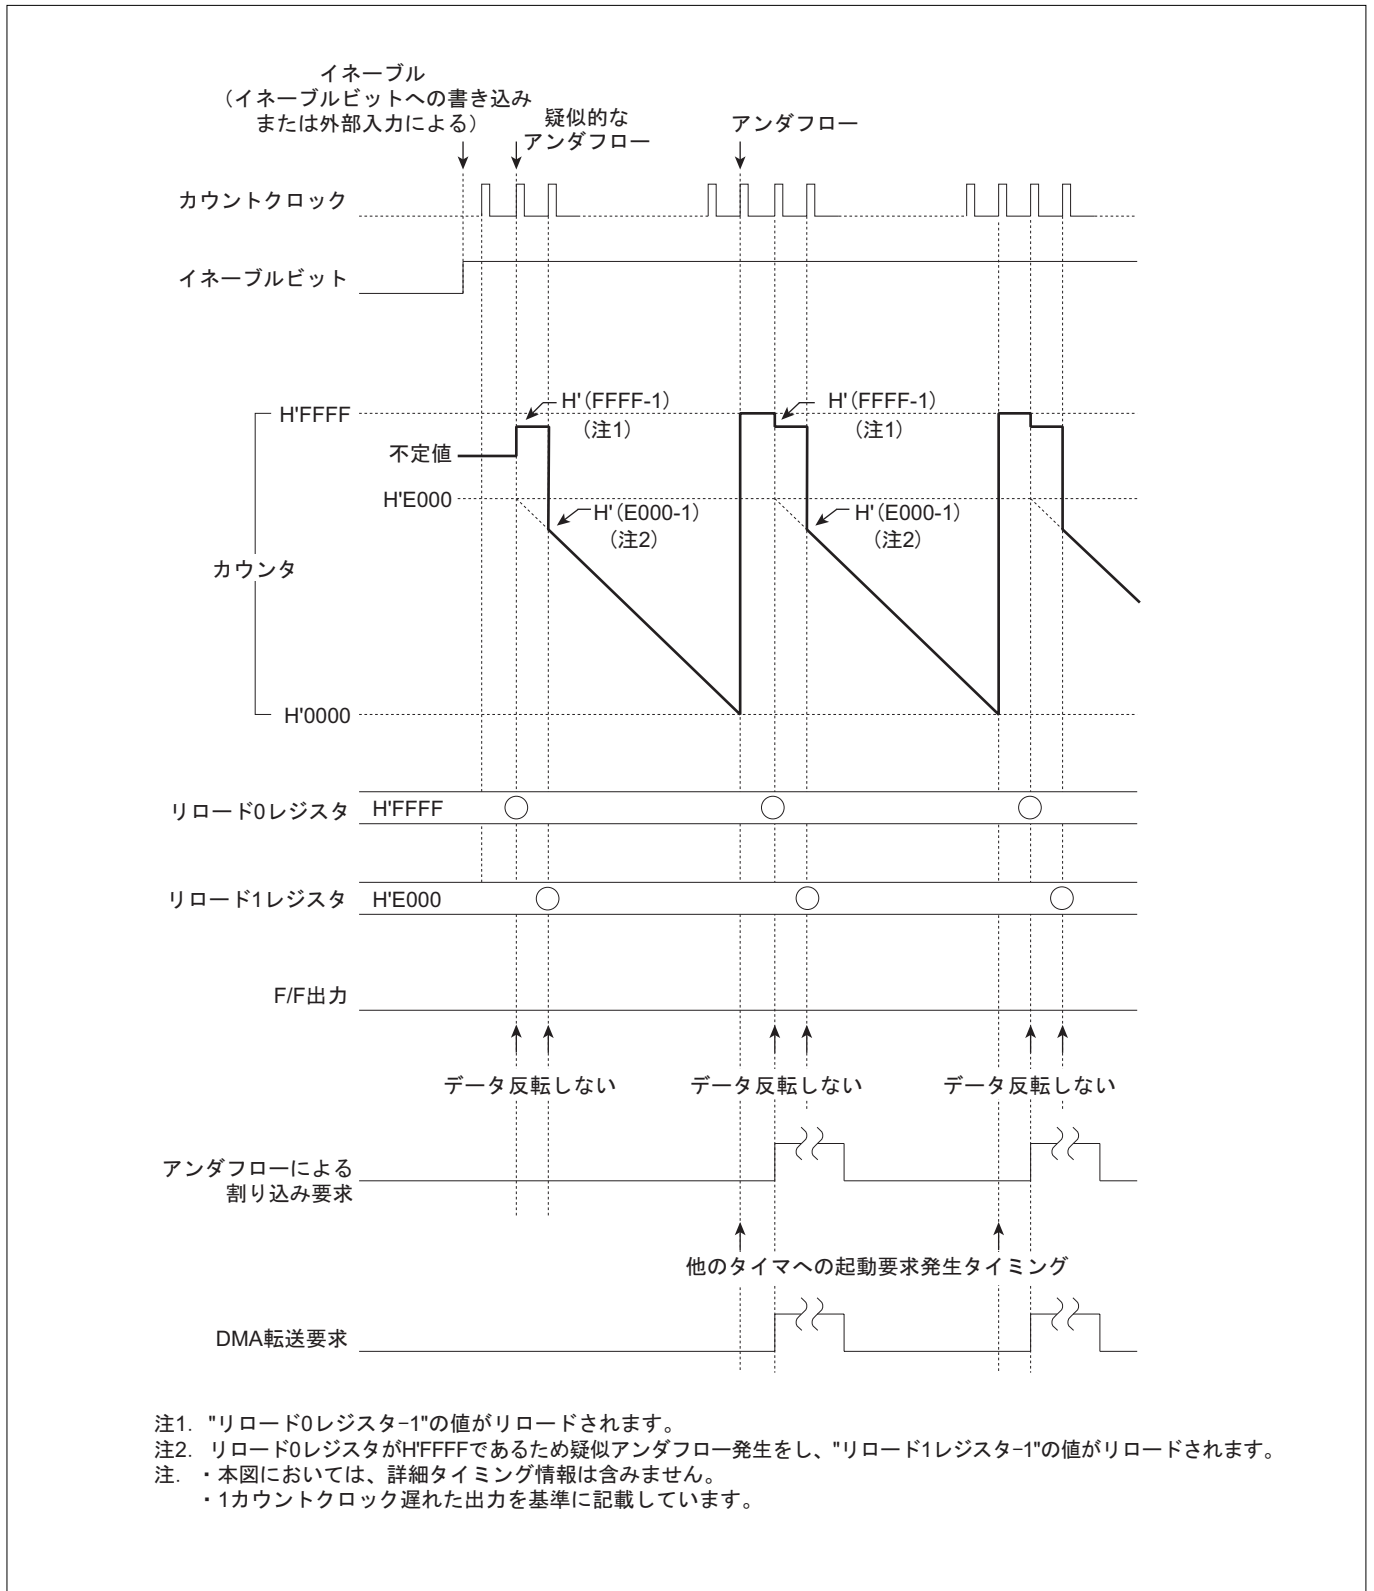 イネーブル
（イネーブルビットへの書き込み
または外部入力による）
疑似的な
アンダフロー
アンダフロー
カウントクロック
イネーブルビット
H'FFFF
H'（FFFF-1）
（注1）
H'（FFFF-1）
（注1）
不定値
H'E000
H'（E000-1）
（注2）
H'（E000-1）
（注2）
カウンタ
H'0000
リロード0レジスタ
H'FFFF
リロード1レジスタ
H'E000
F/F出力
データ反転しない
データ反転しない
データ反転しない
アンダフローによる
割り込み要求
他のタイマへの起動要求発生タイミング
DMA転送要求
注1. "リロード0レジスタ−1"の値がリロードされます。
注2. リロード0レジスタがH'FFFFであるため疑似アンダフロー発生をし、"リロード1レジスタ−1"の値がリロードされます。
注. ・本図においては、詳細タイミング情報は含みません。
・1カウントクロック遅れた出力を基準に記載しています。